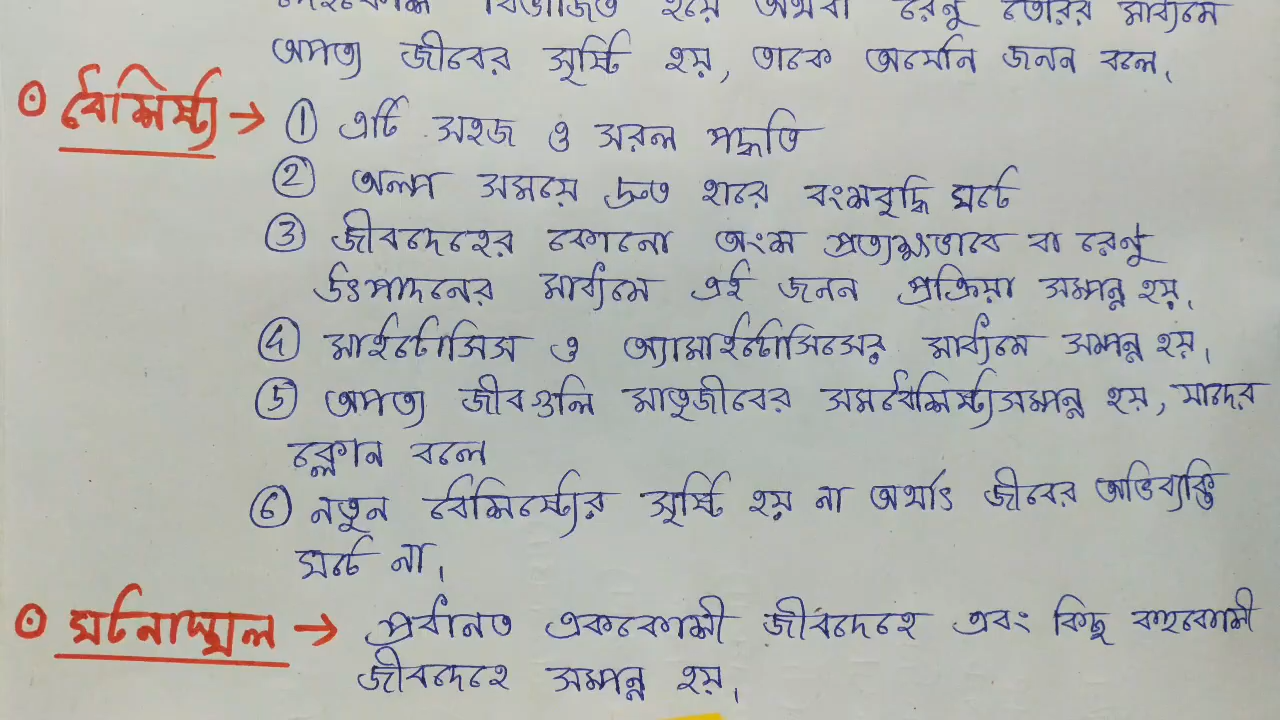 বিভাজিত হয়ে অথবা রেনু তৈরির মাধ্যমে
অপত্য জীবের সৃষ্টি হয়, তাকে অযৌন জনন বলে।
বৈশিষ্ট্য → ① এটি সহজ ও সরল পদ্ধতি
② অল্প সময়ে দ্রুত হারে বংশবৃদ্ধি ঘটে
③ জীবদেহের কোনো অংশ প্রত্যক্ষভাবে বা রেনু
উৎপাদনের মাধ্যমে এই জনন প্রক্রিয়া সম্পন্ন হয়।
④ মাইটোসিস ও অ্যামাইটোসিসের মাধ্যমে সম্পন্ন হয়।
⑤ অপত্য জীবগুলি মাতৃজীবের সমবৈশিষ্ট্যসম্পন্ন হয়, যাদের
ক্লোন বলে
⑥ নতুন বৈশিষ্ট্যের সৃষ্টি হয় না অর্থাৎ জীবের অভিব্যক্তি
ঘটে না।
ঘটনাস্থল → প্রধানত এককোশী জীবদেহে এবং কিছু বহুকোশী
জীবদেহে সম্পন্ন হয়।